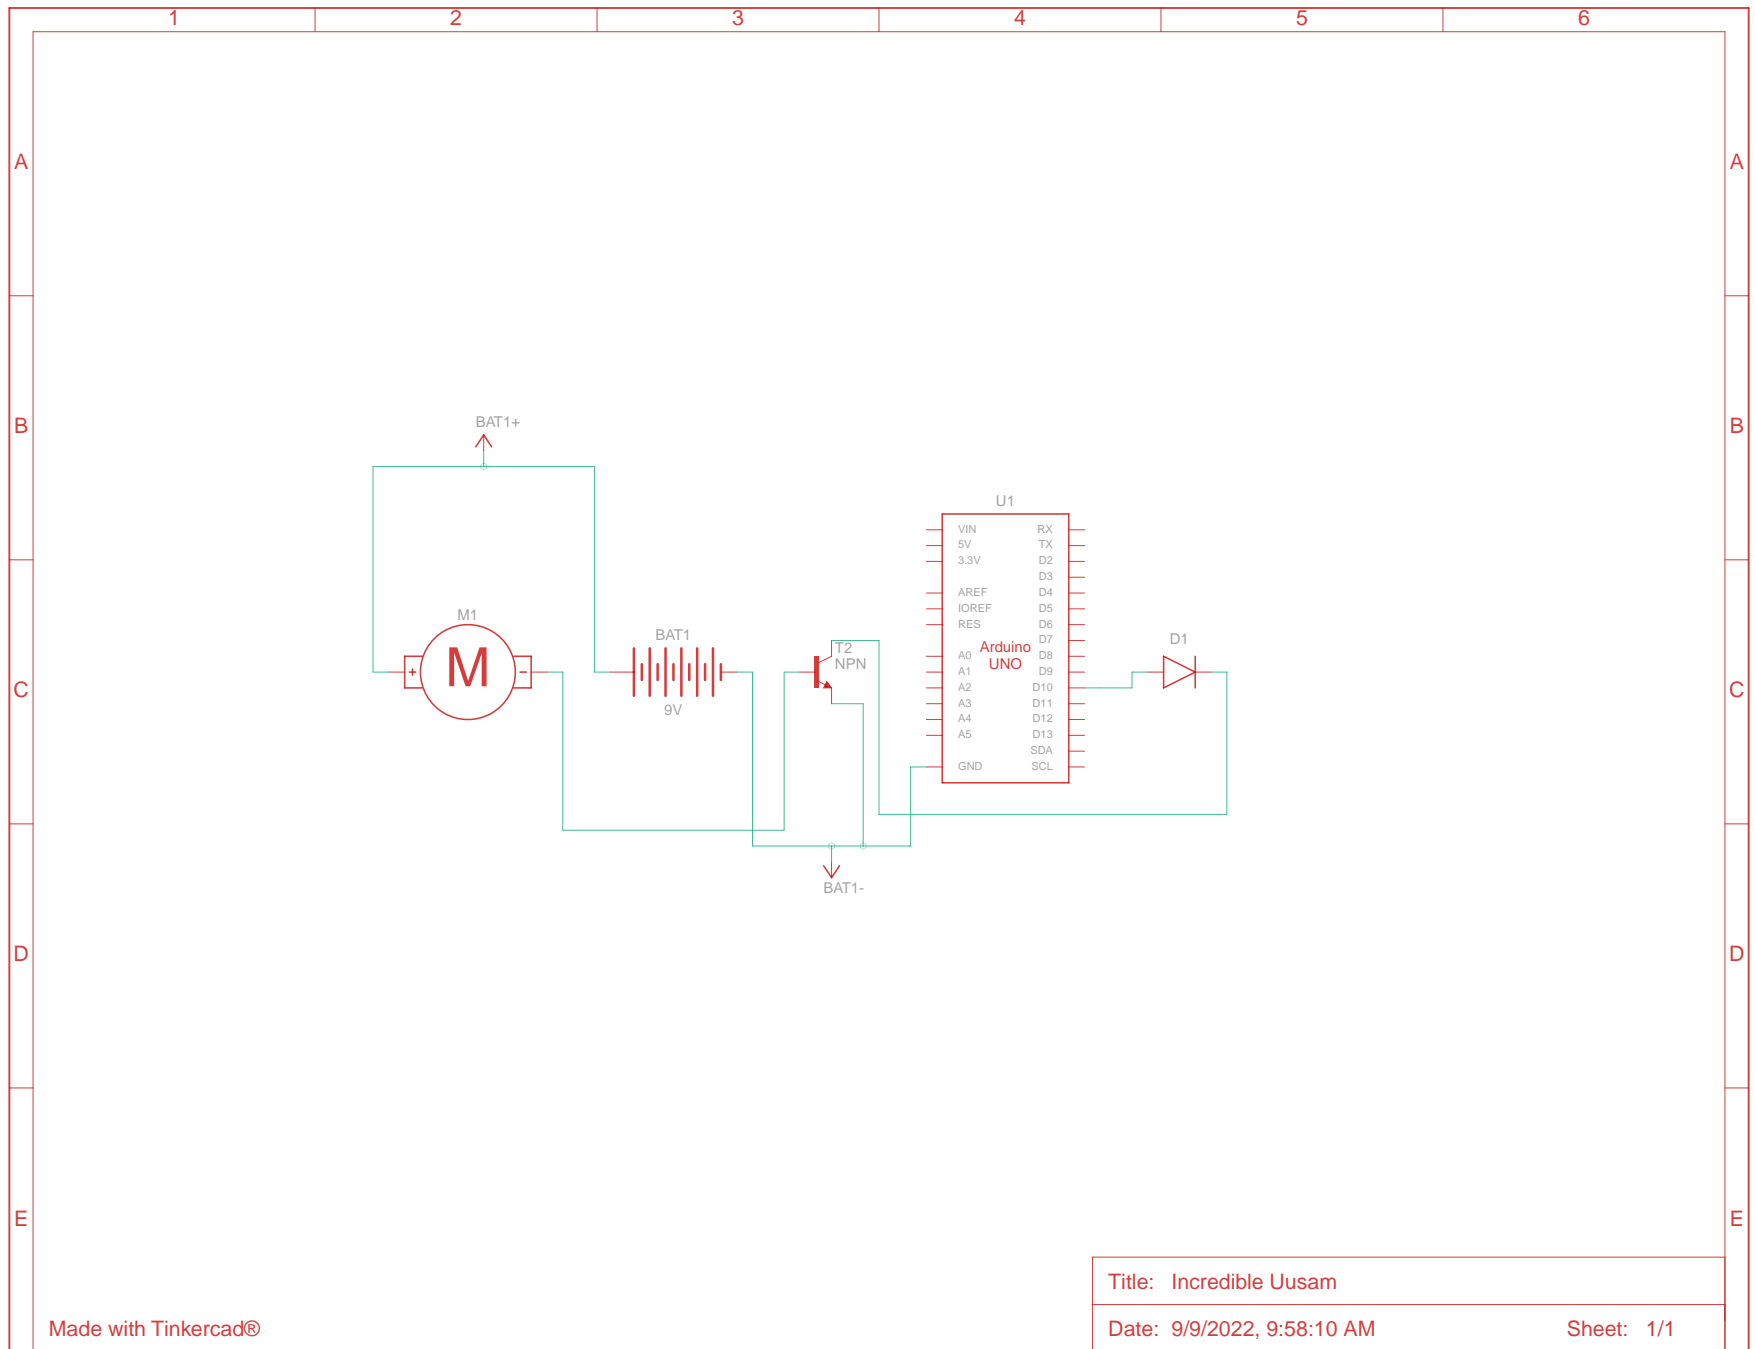 1 2 3 4 5 6
A A
B B
C C
D D
E E
BAT1+
M1
+ M -
BAT1
9V
T2
NPN
BAT1-
U1
VIN RX
5V TX
3.3V D2
D3
AREF D4
IOREF D5
RES D6
D7
A0 D8
A1 D9
A2 D10
A3 D11
A4 D12
A5 D13
SDA
GND SCL
Arduino
UNO
D1
Title: Incredible Uusam
Date: 9/9/2022, 9:58:10 AM Sheet: 1/1
Made with Tinkercad®